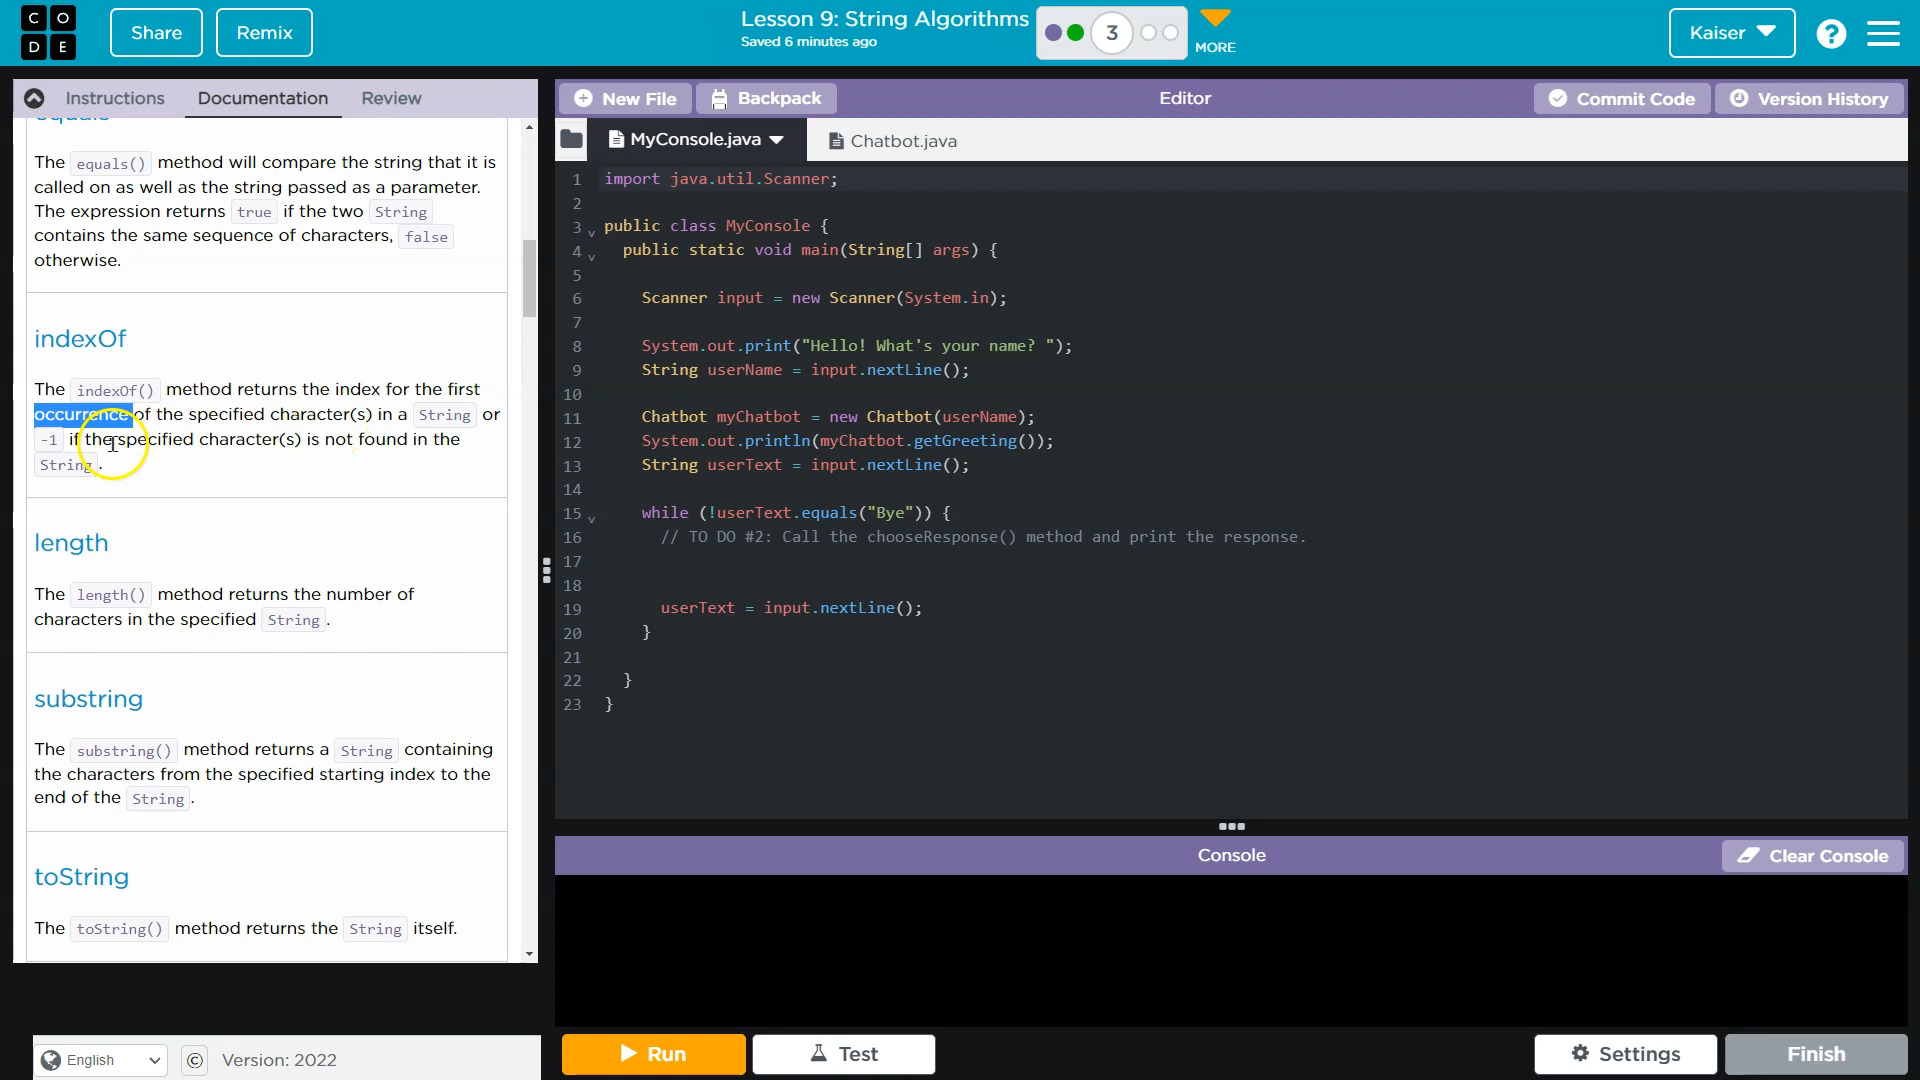 C O
D E
Share
Remix
Lesson 9: String Algorithms
Saved 6 minutes ago
3
MORE
Kaiser
?
Instructions
Documentation
Review
New File
Backpack
Editor
Commit Code
Version History
MyConsole.java
Chatbot.java
equals
The equals() method will compare the string that it is
called on as well as the string passed as a parameter.
The expression returns true if the two String
contains the same sequence of characters, false
otherwise.
indexOf
The indexOf() method returns the index for the first
occurrence of the specified character(s) in a String or
-1 if the specified character(s) is not found in the
String.
length
The length() method returns the number of
characters in the specified String.
substring
The substring() method returns a String containing
the characters from the specified starting index to the
end of the String.
toString
The toString() method returns the String itself.
1 import java.util.Scanner;
2
3 public class MyConsole {
4 public static void main(String[] args) {
5
6 Scanner input = new Scanner(System.in);
7
8 System.out.print("Hello! What's your name? ");
9 String userName = input.nextLine();
10
11 Chatbot myChatbot = new Chatbot(userName);
12 System.out.println(myChatbot.getGreeting());
13 String userText = input.nextLine();
14
15 while (!userText.equals("Bye")) {
16 // TO DO #2: Call the chooseResponse() method and print the response.
17
18
19 userText = input.nextLine();
20 }
21
22 }
23 }
Console
Clear Console
English
©
Version: 2022
Run
Test
Settings
Finish